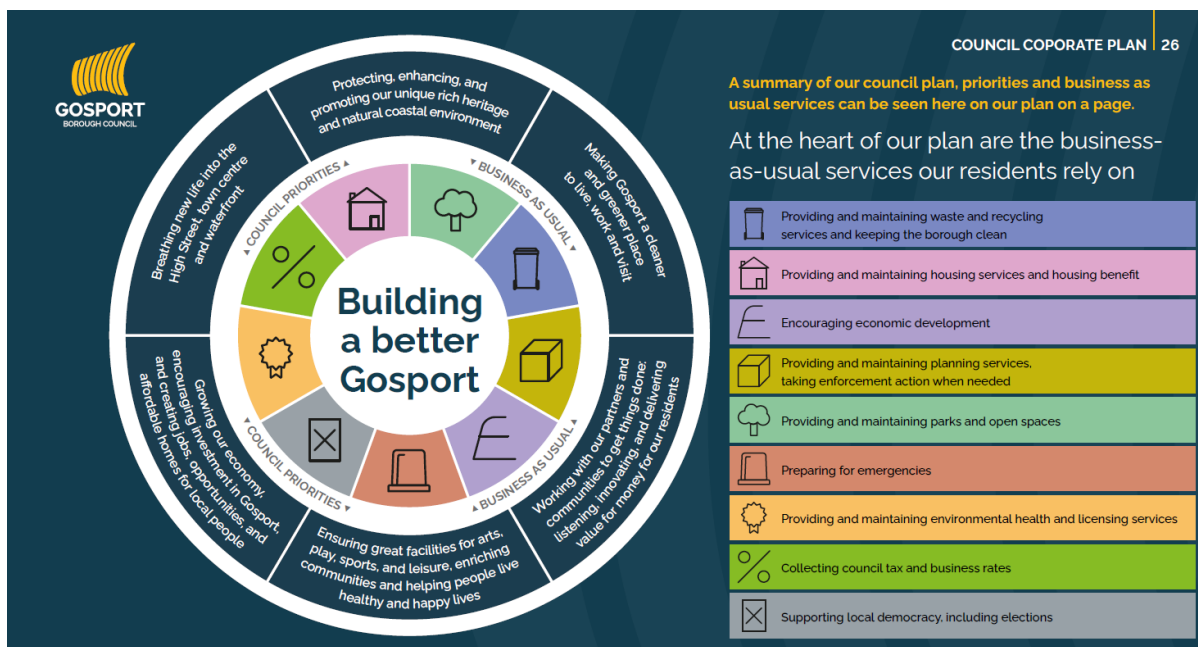 GOSPORT
BOROUGH COUNCIL
COUNCIL COPORATE PLAN | 26
Protecting, enhancing, and
promoting our unique rich heritage
and natural coastal environment
Making Gosport a cleaner
and greener place
to live, work and visit
Working with our partners and
communities to get things done:
listening, innovating, and delivering
value for money for our residents
Ensuring great facilities for arts,
play, sports, and leisure, enriching
communities and helping people live
healthy and happy lives
Growing our economy,
encouraging investment in Gosport,
and creating jobs, opportunities, and
affordable homes for local people
Breathing new life into the
High Street, town centre
and waterfront
▲ COUNCIL PRIORITIES ▲
▼ BUSINESS AS USUAL ▼
▼ COUNCIL PRIORITIES ▼
▲ BUSINESS AS USUAL ▲
Building
a better
Gosport
A summary of our council plan, priorities and business as
usual services can be seen here on our plan on a page.
At the heart of our plan are the business-
as-usual services our residents rely on
Providing and maintaining waste and recycling
services and keeping the borough clean
Providing and maintaining housing services and housing benefit
Encouraging economic development
Providing and maintaining planning services,
taking enforcement action when needed
Providing and maintaining parks and open spaces
Preparing for emergencies
Providing and maintaining environmental health and licensing services
Collecting council tax and business rates
Supporting local democracy, including elections